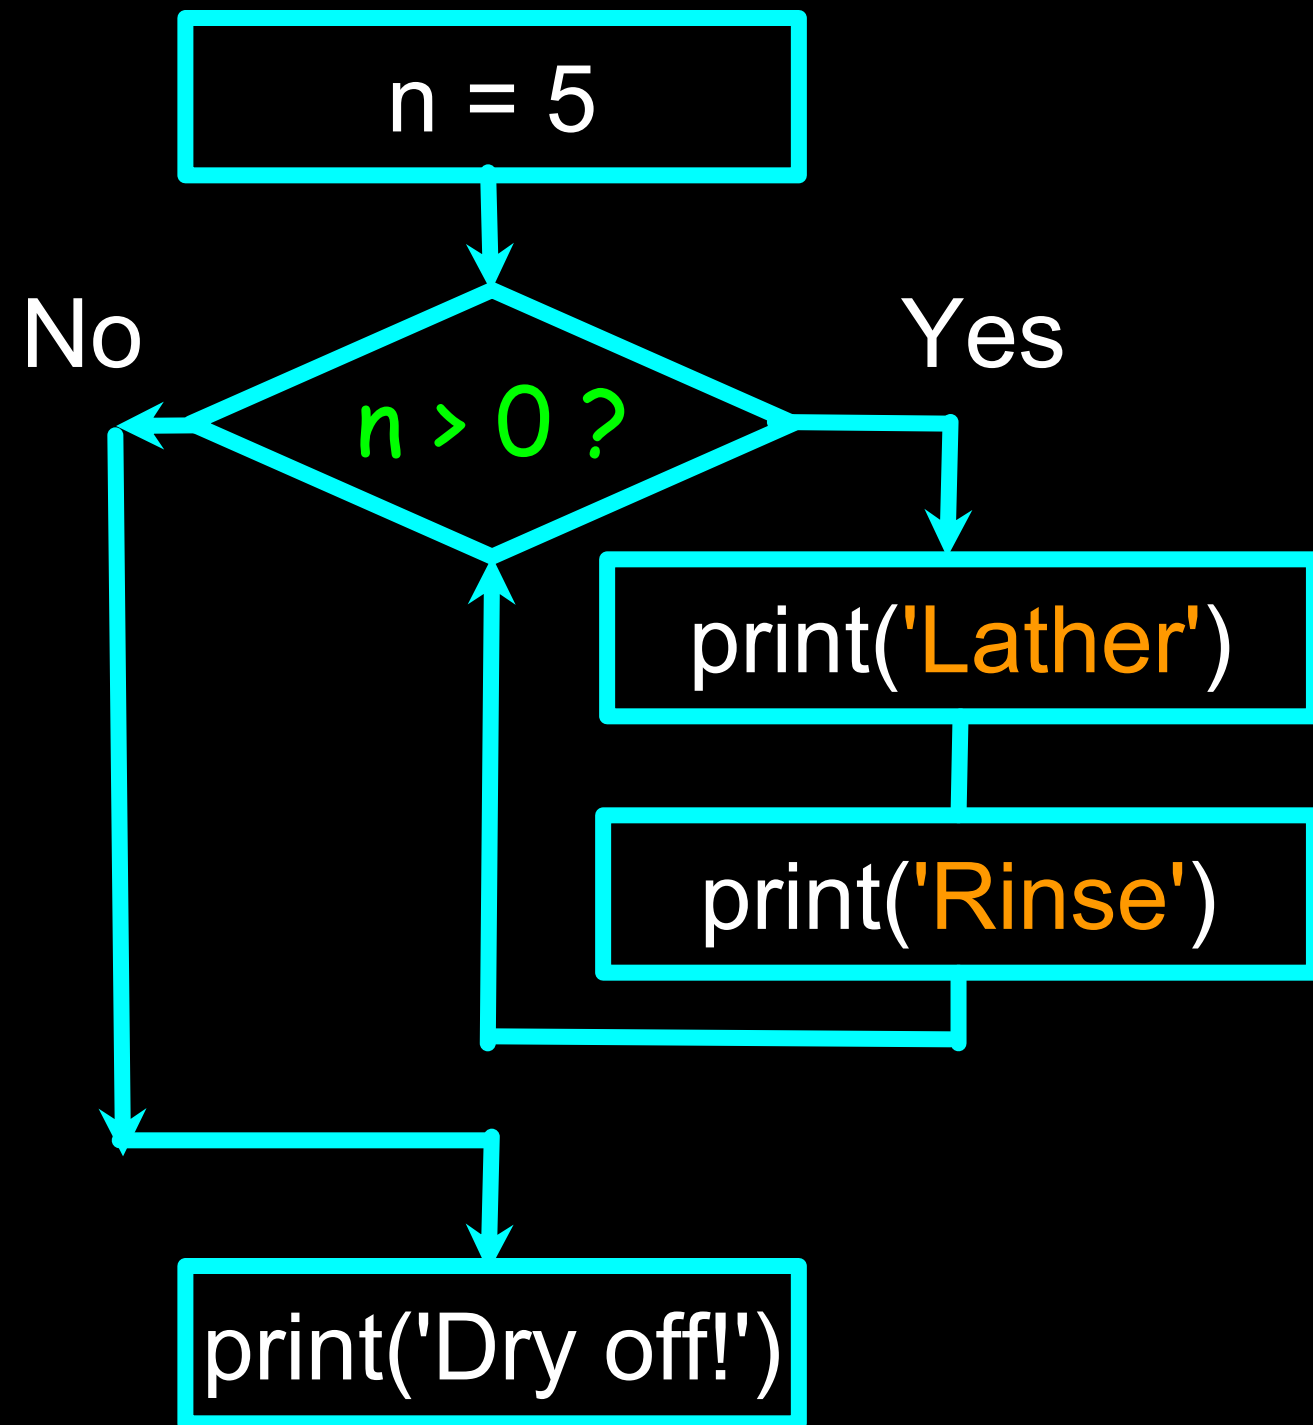 n = 5
No
Yes
n > 0 ?
print('Lather')
print('Rinse')
print('Dry off!')